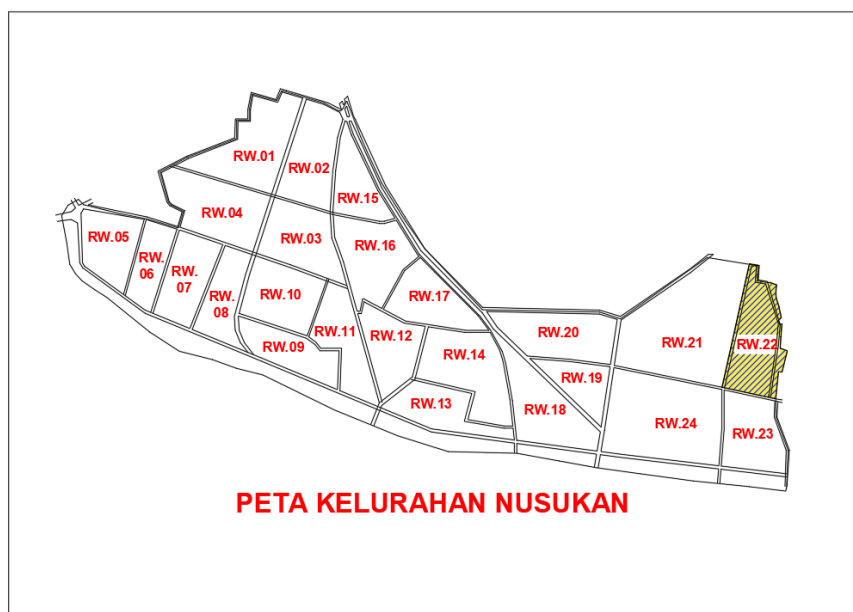 RW.01
RW.02
RW.15
RW.04
RW.03
RW.05
RW.
06
RW.
07
RW.
08
RW.16
RW.10
RW.17
RW.11
RW.12
RW.09
RW.14
RW.13
RW.20
RW.19
RW.18
RW.21
RW.22
RW.24
RW.23
PETA KELURAHAN NUSUKAN